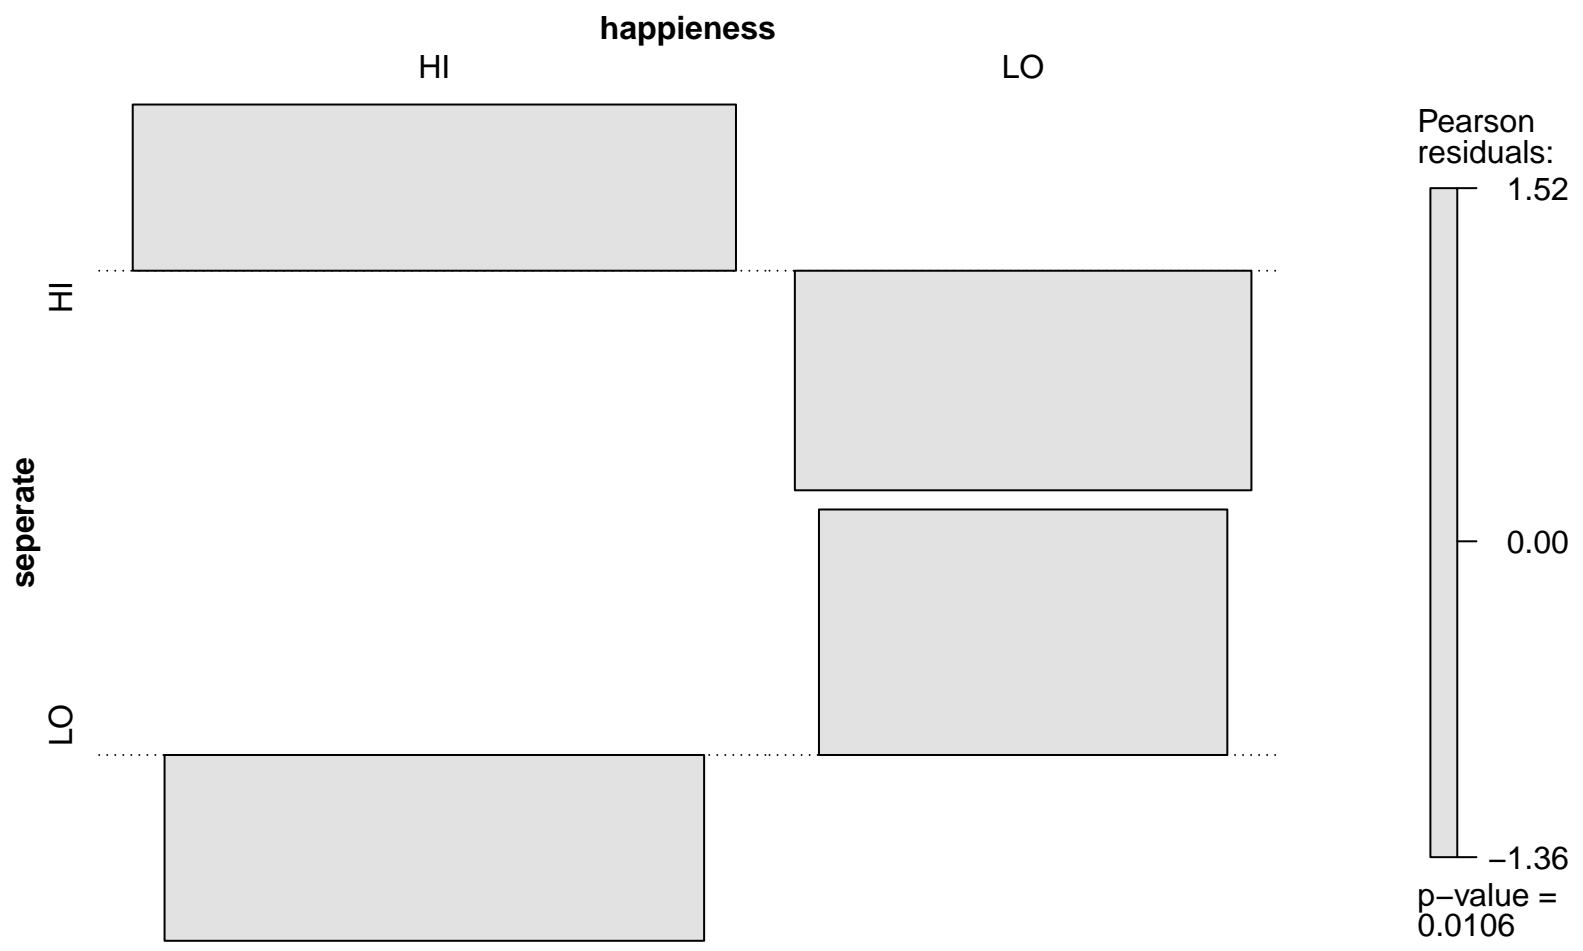 happieness
HI
LO
HI
seperate
LO
Pearson
residuals:
1.52
0.00
−1.36
p−value =
0.0106